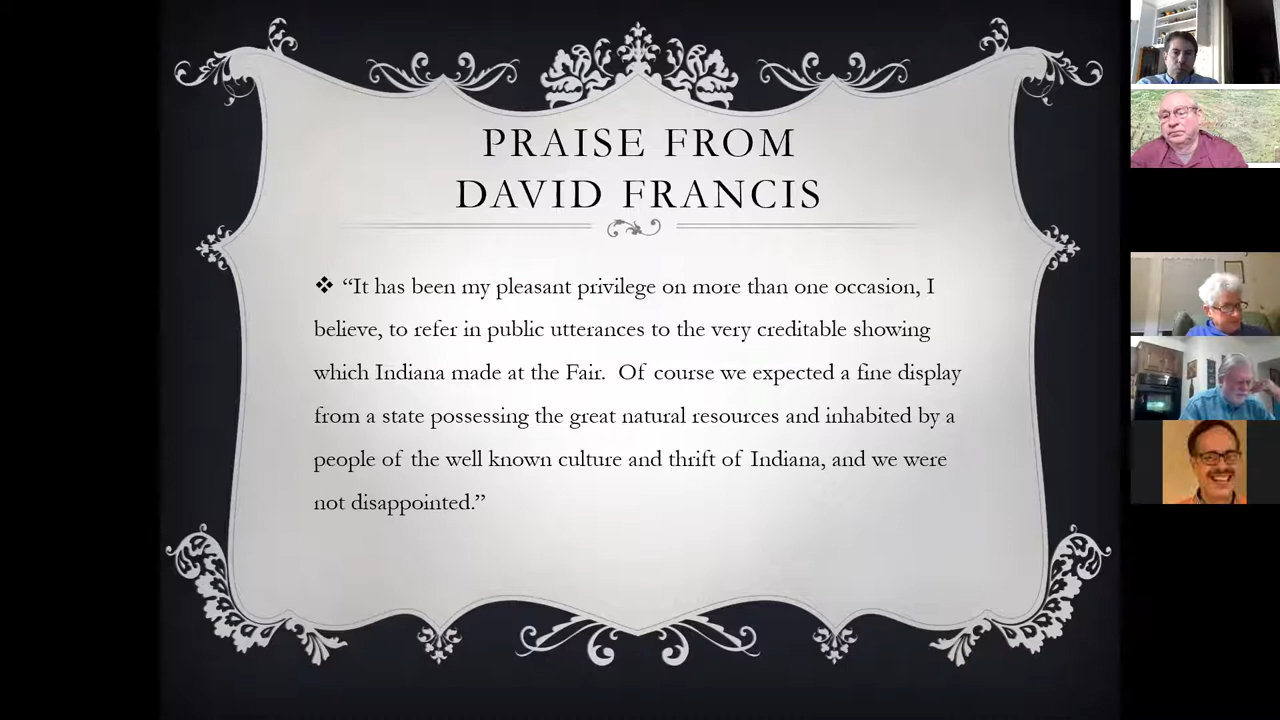 PRAISE FROM
DAVID FRANCIS
❖ “It has been my pleasant privilege on more than one occasion, I
believe, to refer in public utterances to the very creditable showing
which Indiana made at the Fair.  Of course we expected a fine display
from a state possessing the great natural resources and inhabited by a
people of the well known culture and thrift of Indiana, and we were
not disappointed.”